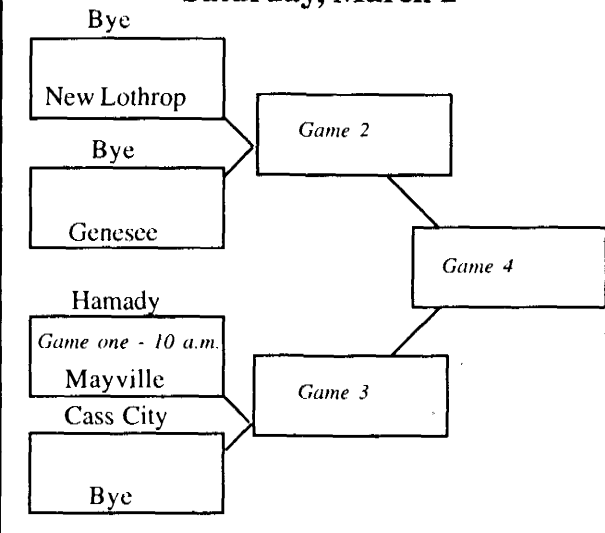 Bye
New Lothrop
Game 2
Bye
Genesee
Game 4
Hamady
Game one - 10 a.m.
Mayville
Game 3
Cass City
Bye